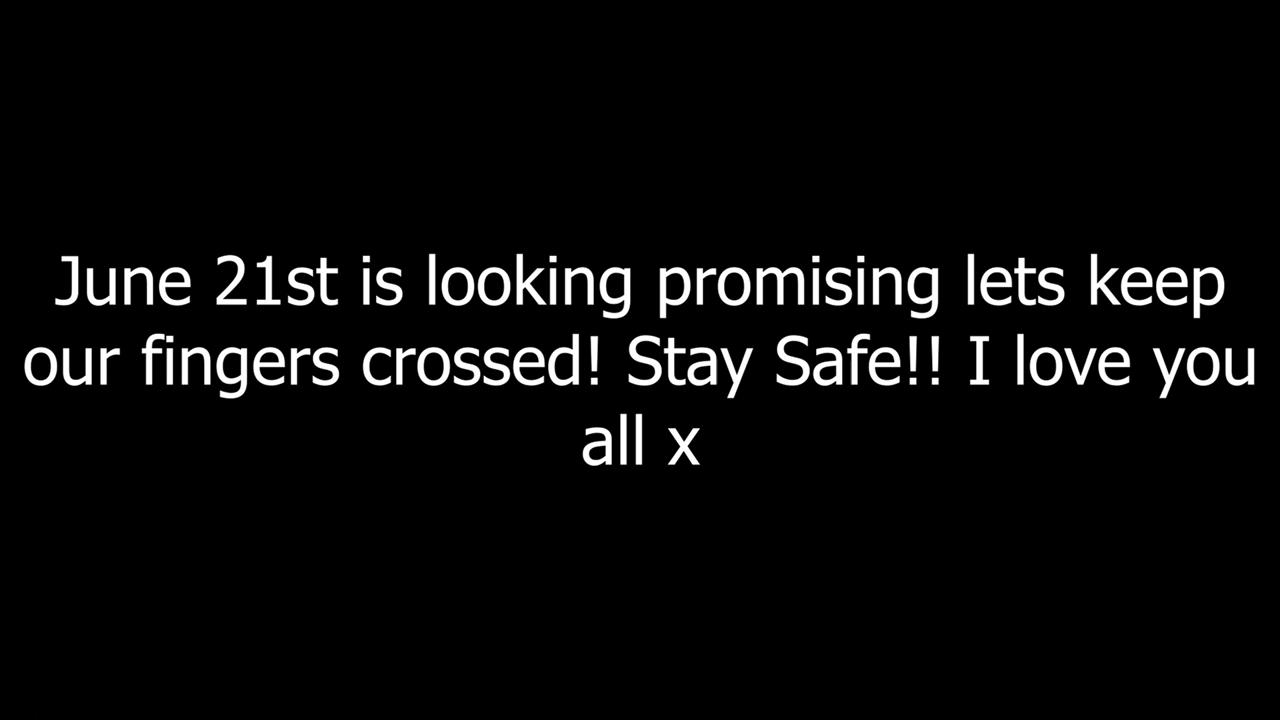 June 21st is looking promising lets keep
our fingers crossed! Stay Safe!! I love you
all x